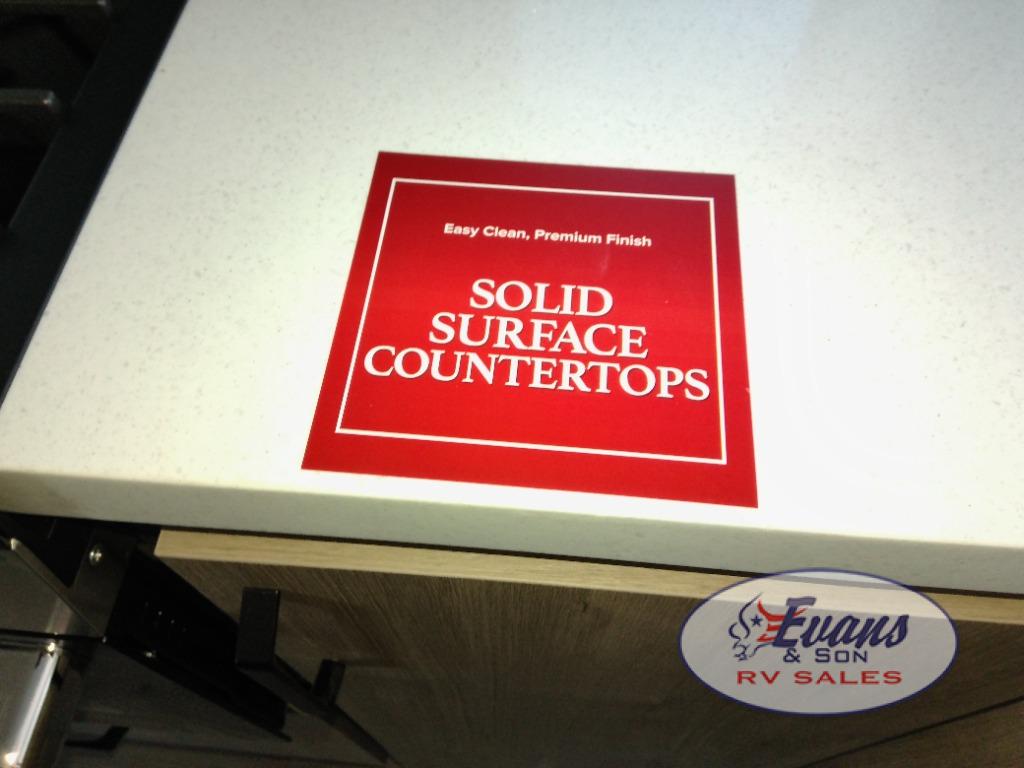 Easy Clean, Premium Finish
SOLID
SURFACE
COUNTERTOPS
Evans
& SON
RV SALES